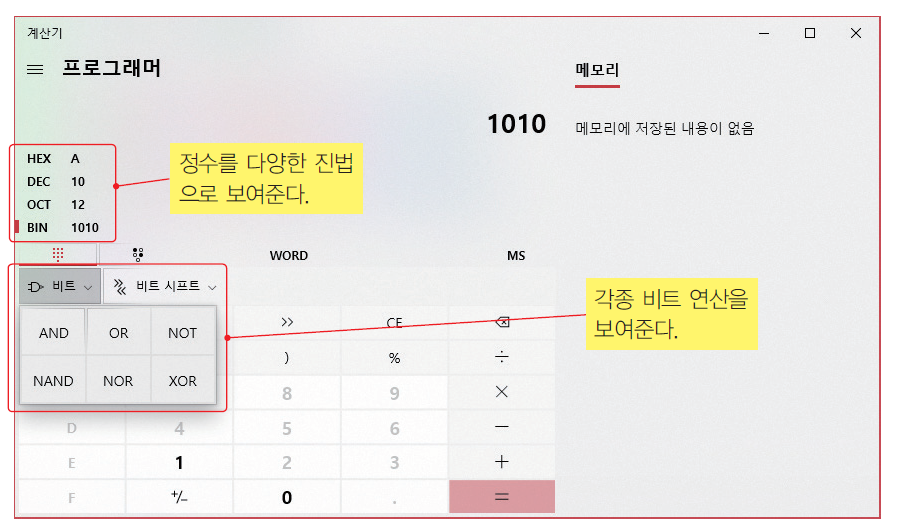 계산기
프로그래머
메모리
1010
메모리에 저장된 내용이 없음
HEX A
DEC 10
OCT 12
BIN 1010
정수를 다양한 진법
으로 보여준다.
WORD MS
비트 비트 시프트
각종 비트 연산을
보여준다.
AND OR NOT
>> CE
) % ÷
NAND NOR XOR
8 9 ×
D 4 5 6 −
E 1 2 3 +
F +/− 0 . =